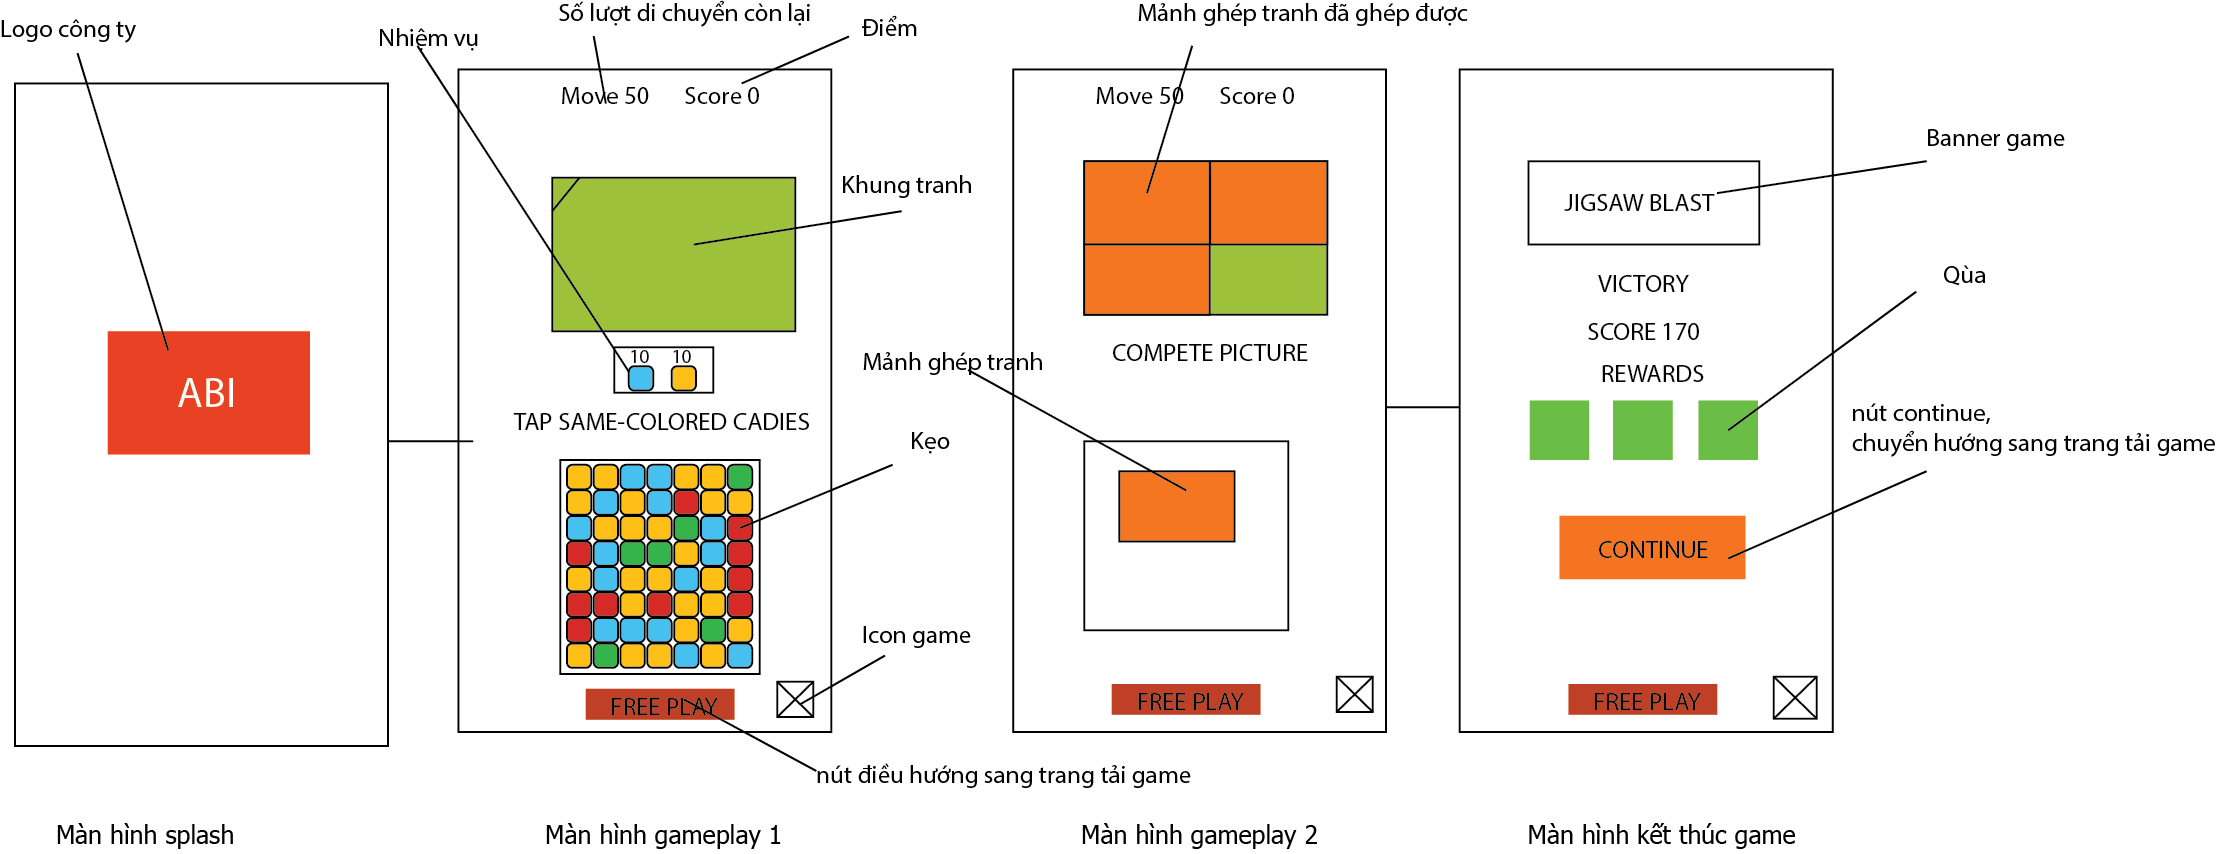 Logo công ty
Nhiệm vụ
Số lượt di chuyển còn lại
Điểm
Mảnh ghép tranh đã ghép được
Move 50
Score 0
Move 50
Score 0
Banner game
Khung tranh
JIGSAW BLAST
VICTORY
Qùa
SCORE 170
10
10
Mảnh ghép tranh
COMPETE PICTURE
REWARDS
ABI
TAP SAME-COLORED CADIES
Kẹo
nút continue,
chuyển hướng sang trang tải game
CONTINUE
Icon game
FREE PLAY
FREE PLAY
FREE PLAY
nút điều hướng sang trang tải game
Màn hình splash
Màn hình gameplay 1
Màn hình gameplay 2
Màn hình kết thúc game